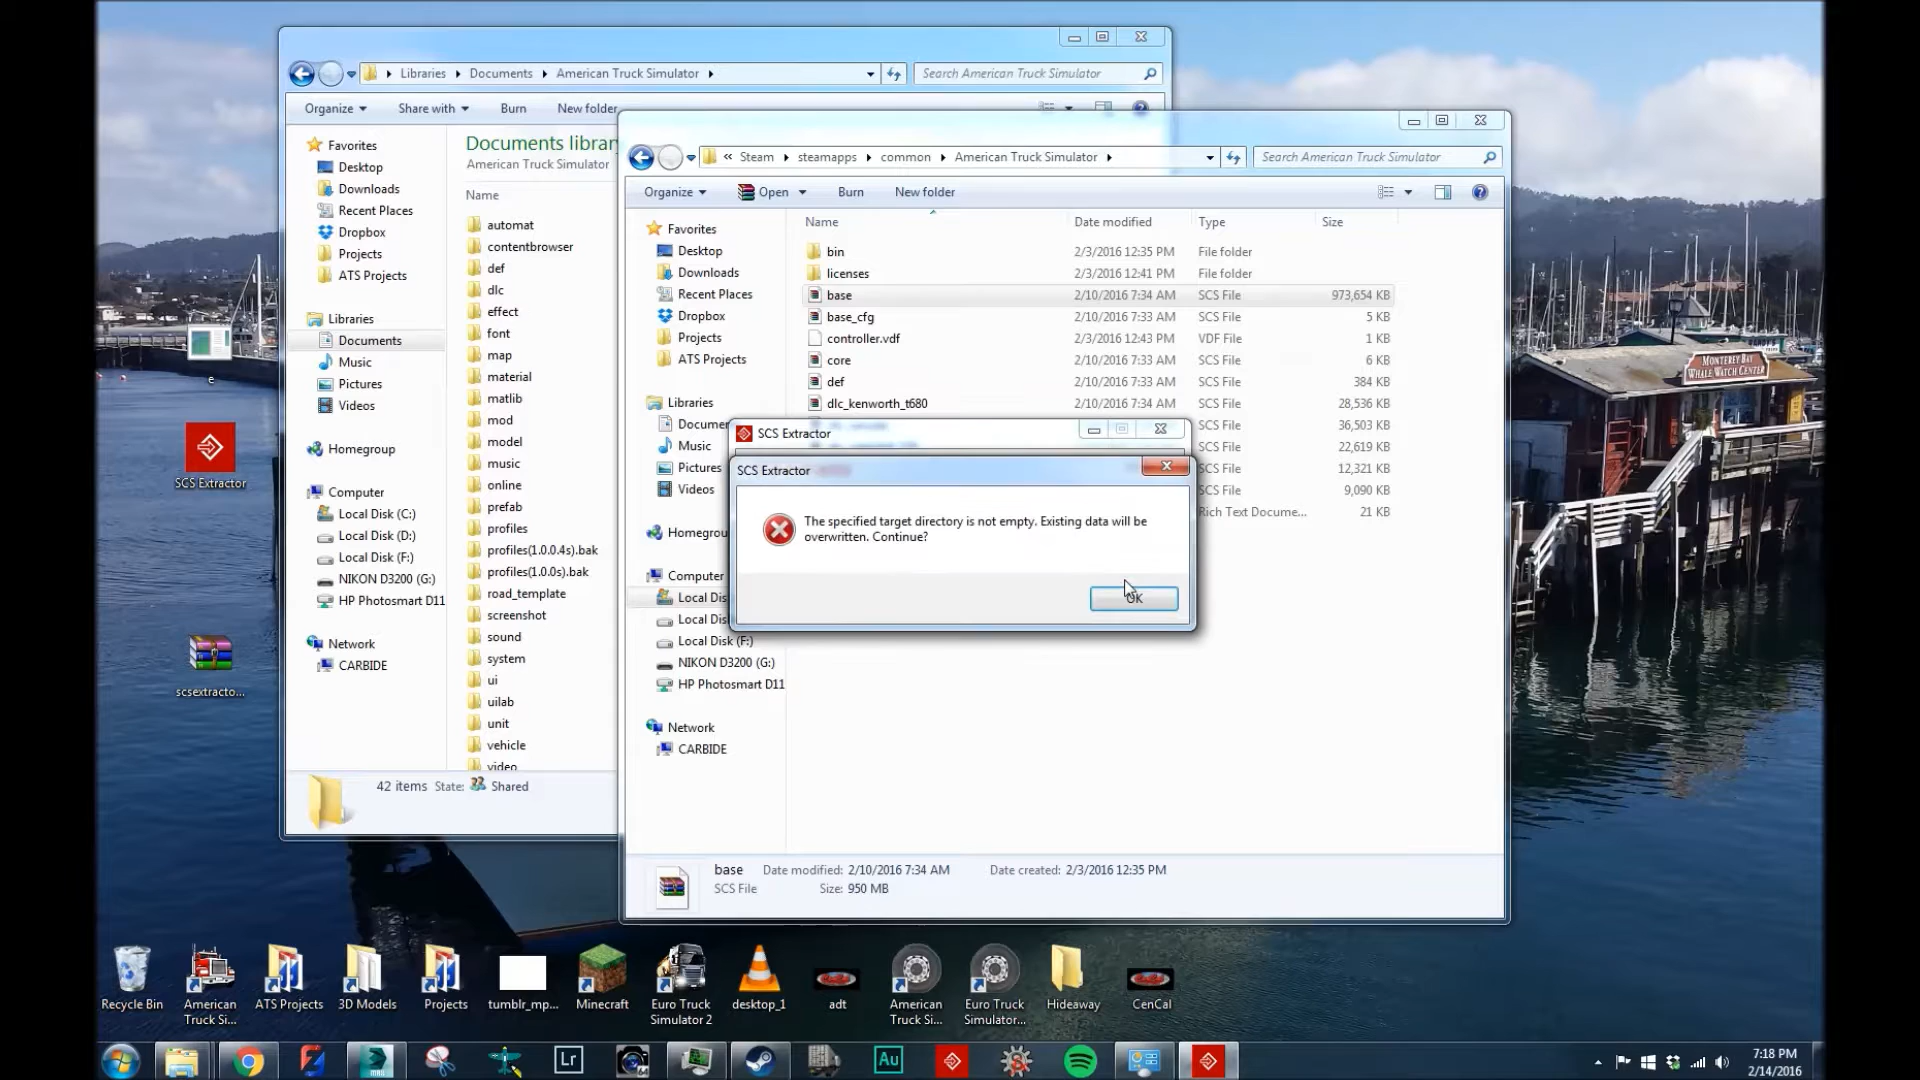 Libraries Documents American Truck Simulator
Search American Truck Simulator
Organize Share with Burn New folder
Favorites
Desktop
Downloads
Recent Places
Dropbox
Projects
ATS Projects
Libraries
Documents
Music
Pictures
Videos
Homegroup
Computer
Local Disk (C:)
Local Disk (D:)
Local Disk (F:)
NIKON D3200 (G:)
HP Photosmart D11
Network
CARBIDE
Documents librar
American Truck Simulator
Name
automat
contentbrowser
def
dlc
effect
font
map
material
matlib
mod
model
music
online
prefab
profiles
profiles(1.0.0.4s).bak
profiles(1.0.0s).bak
road_template
screenshot
sound
system
ui
uilab
unit
vehicle
video
42 items State: Shared
« Steam steamapps common American Truck Simulator
Search American Truck Simulator
Organize Open Burn New folder
Favorites
Desktop
Downloads
Recent Places
Dropbox
Projects
ATS Projects
Libraries
Documer
Music
Pictures
Videos
Homegrou
Computer
Local Dis
Local Dis
Local Disk (F:)
NIKON D3200 (G:)
HP Photosmart D11
Network
CARBIDE
Name Date modified Type Size
bin 2/3/2016 12:35 PM File folder
licenses 2/3/2016 12:41 PM File folder
base 2/10/2016 7:34 AM SCS File 973,654 KB
base_cfg 2/10/2016 7:33 AM SCS File 5 KB
controller.vdf 2/3/2016 12:43 PM VDF File 1 KB
core 2/10/2016 7:33 AM SCS File 6 KB
def 2/10/2016 7:33 AM SCS File 384 KB
dlc_kenworth_t680 2/10/2016 7:34 AM SCS File 28,536 KB
SCS File 36,503 KB
SCS File 22,619 KB
SCS File 12,321 KB
SCS File 9,090 KB
Rich Text Docume... 21 KB
SCS Extractor
SCS Extractor
The specified target directory is not empty. Existing data will be
overwritten. Continue?
OK
base Date modified: 2/10/2016 7:34 AM Date created: 2/3/2016 12:35 PM
SCS File Size: 950 MB
e
SCS Extractor
scsextracto...
MONTEREY BAY
WHALE WATCH CENTER
Recycle Bin
American
Truck Si...
ATS Projects
3D Models
Projects
tumblr_mp...
Minecraft
Euro Truck
Simulator 2
desktop_1
adt
American
Truck Si...
Euro Truck
Simulator...
Hideaway
CenCal
Lr
Au
7:18 PM
2/14/2016